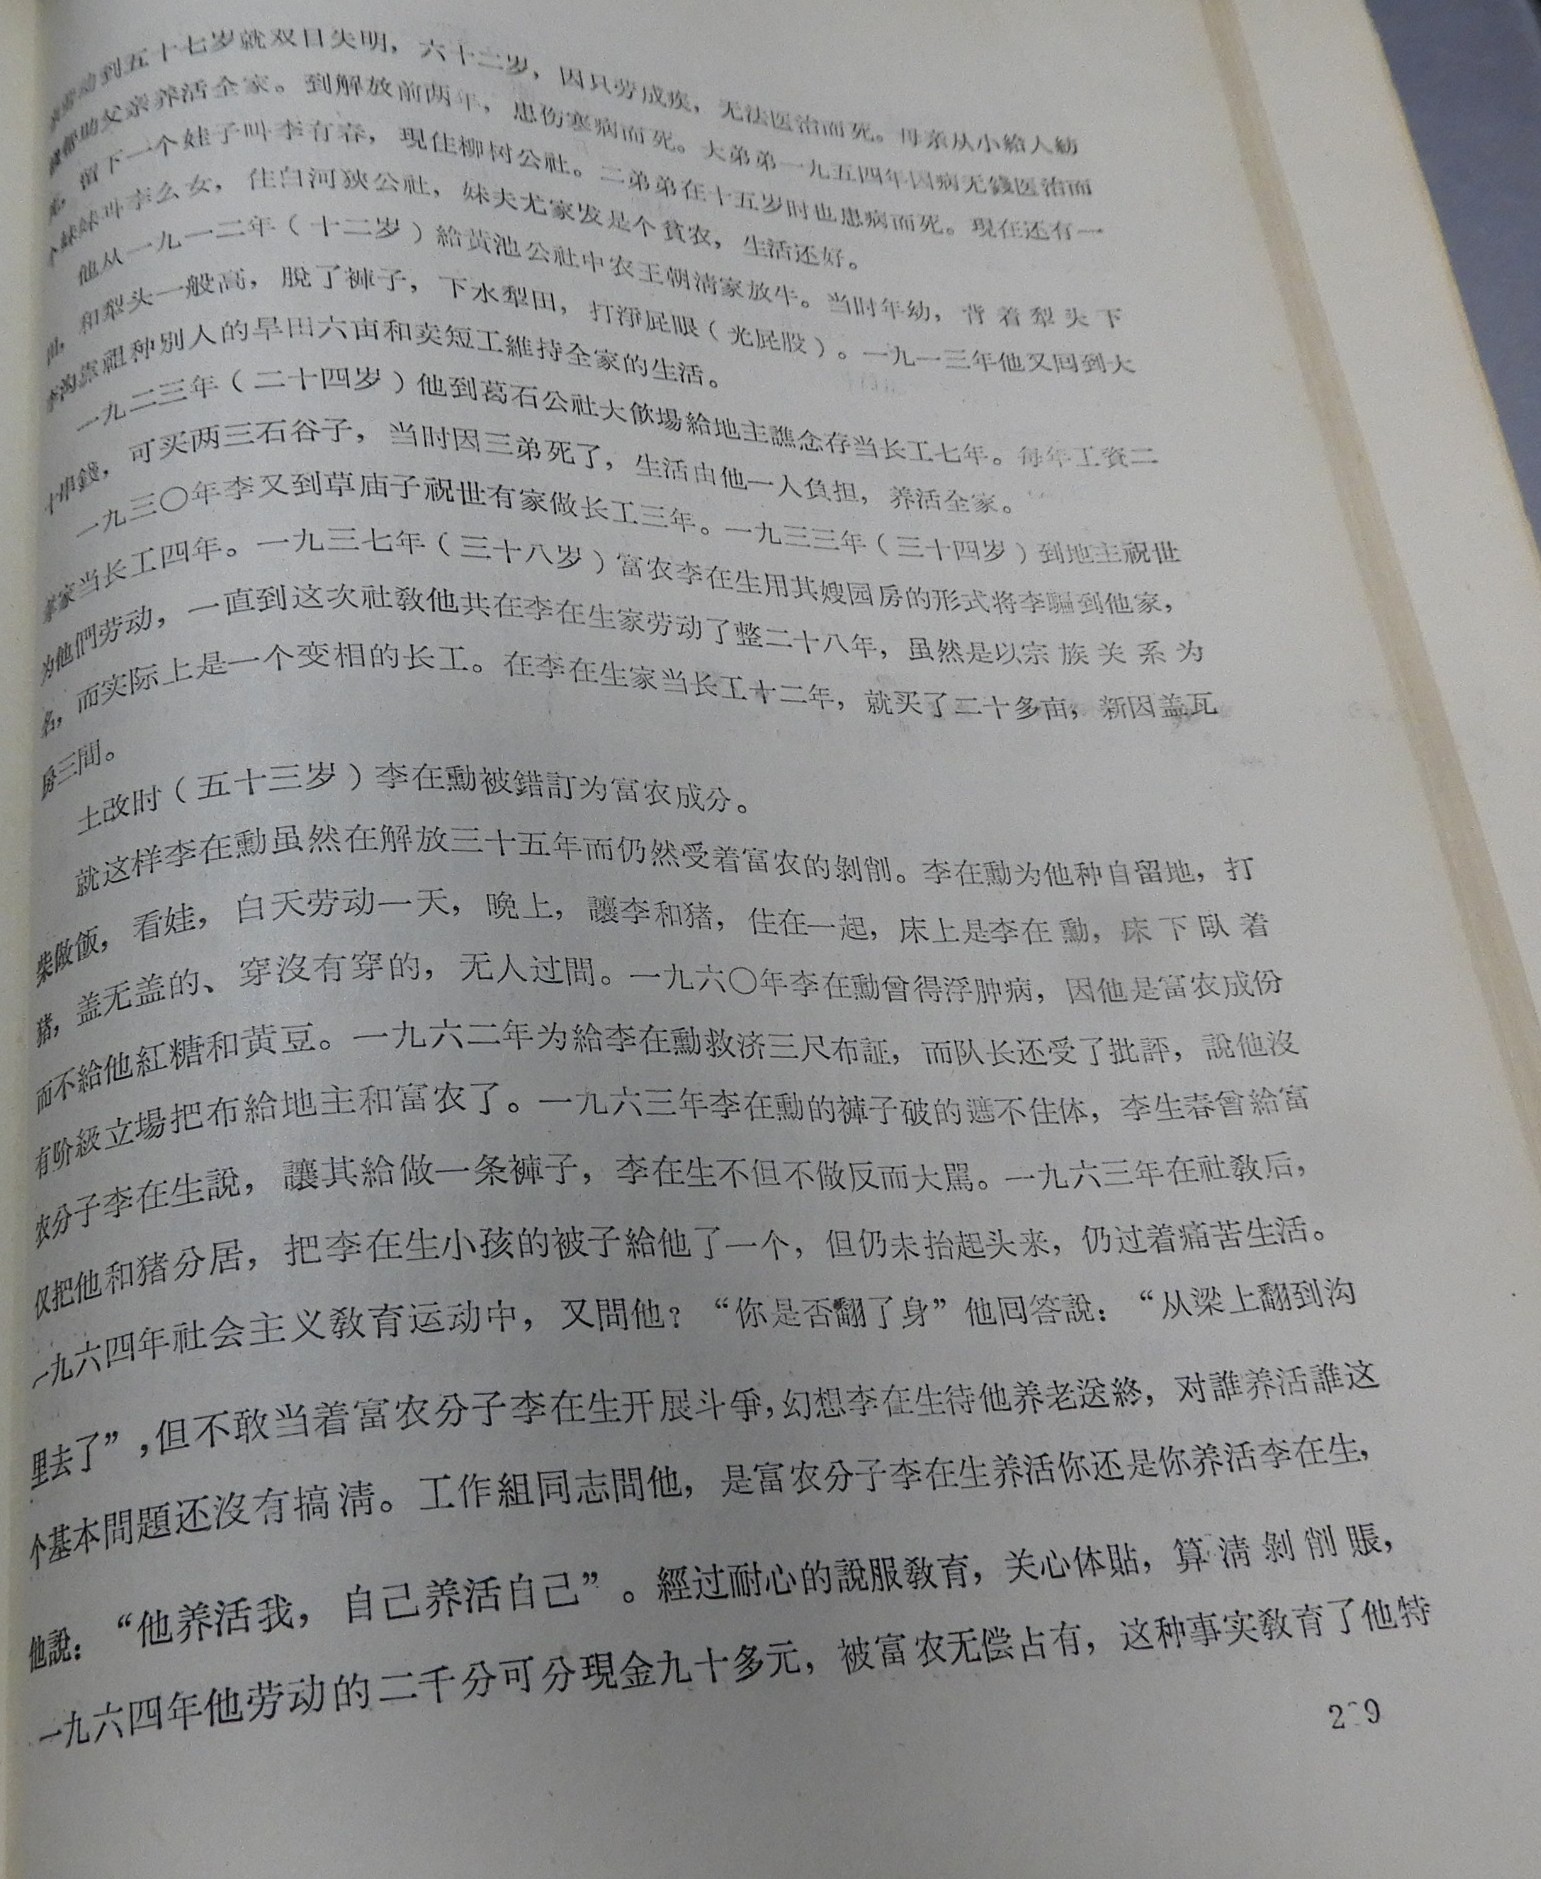 劳动到五十七岁就双目失明，六十二岁，因只劳成疾，无法医治而死。母亲从小給人紡
帮助父亲养活全家。到解放前两年，患伤寒病而死。大弟弟一九五四年因病无錢医治而
死，留下一个娃子叫李有春，現住柳树公社。二弟弟在十五岁时也患病而死。現在还有一
个妹妹叫李么女，住白河狹公社，妹夫尤家发是个貧农，生活还好。
他从一九一二年（十二岁）給黃池公社中农王朝清家放牛。当时年幼，背着犁头下
田，和犁头一般高，脫了褲子，下水犁田，打淨屁眼（光屁股）。一九一三年他又回到大
李沟靠祖种别人的旱田六亩和卖短工維持全家的生活。
一九二三年（二十四岁）他到葛石公社大飲場給地主譙念存当长工七年。每年工資二
十串錢，可买两三石谷子，当时因三弟死了，生活由他一人負担，养活全家。
一九三〇年李又到草庙子祝世有家做长工三年。一九三三年（三十四岁）到地主祝世
家当长工四年。一九三七年（三十八岁）富农李在生用其嫂园房的形式将李騙到他家，
为他們劳动，一直到这次社敎他共在李在生家劳动了整二十八年，虽然是以宗族关系为
名，而实际上是一个变相的长工。在李在生家当长工十二年，就买了二十多亩，新因盖瓦
房三間。
土改时（五十三岁）李在勳被錯訂为富农成分。
就这样李在勳虽然在解放三十五年而仍然受着富农的剝削。李在勳为他种自留地，打
柴做飯，看娃，白天劳动一天，晚上，讓李和猪，住在一起，床上是李在勳，床下臥着
豬，盖无盖的、穿沒有穿的，无人过問。一九六〇年李在勳曾得浮肿病，因他是富农成份
而不給他紅糖和黃豆。一九六二年为給李在勳救济三尺布証，而队长还受了批評，說他沒
有阶級立場把布給地主和富农了。一九六三年李在勳的褲子破的遮不住体，李生春曾給富
农分子李在生說，讓其給做一条褲子，李在生不但不做反而大駡。一九六三年在社敎后，
仅把他和猪分居，把李在生小孩的被子給他了一个，但仍未抬起头来，仍过着痛苦生活。
一九六四年社会主义敎育运动中，又問他？“你是否翻了身”他回答說：“从梁上翻到沟
里去了”，但不敢当着富农分子李在生开展斗爭，幻想李在生待他养老送終，对誰养活誰这
个基本問題还沒有搞淸。工作組同志問他，是富农分子李在生养活你还是你养活李在生，
他說：“他养活我，自己养活自己”。經过耐心的說服敎育，关心体貼，算淸剝削賬，
一九六四年他劳动的二千分可分現金九十多元，被富农无偿占有，这种事实敎育了他特